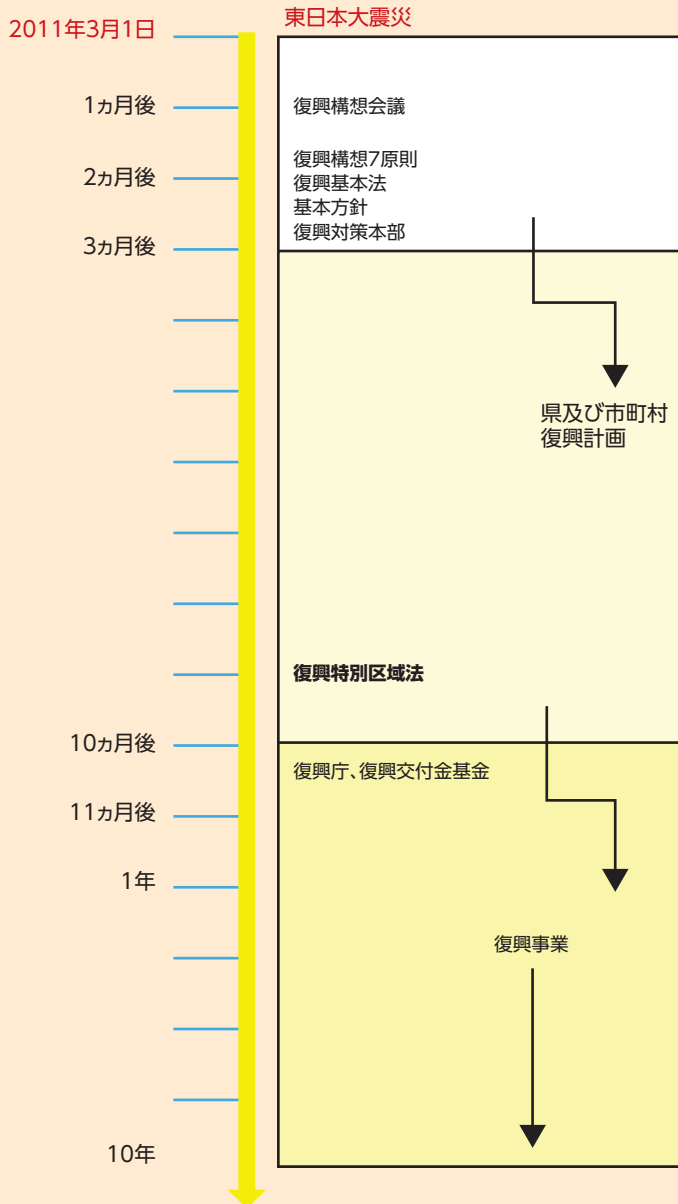 2011年3月1日
東日本大震災
1ヵ月後
復興構想会議
2ヵ月後
復興構想7原則
復興基本法
基本方針
復興対策本部
3ヵ月後
県及び市町村
復興計画
復興特別区域法
10ヵ月後
復興庁、復興交付金基金
11ヵ月後
1年
復興事業
10年